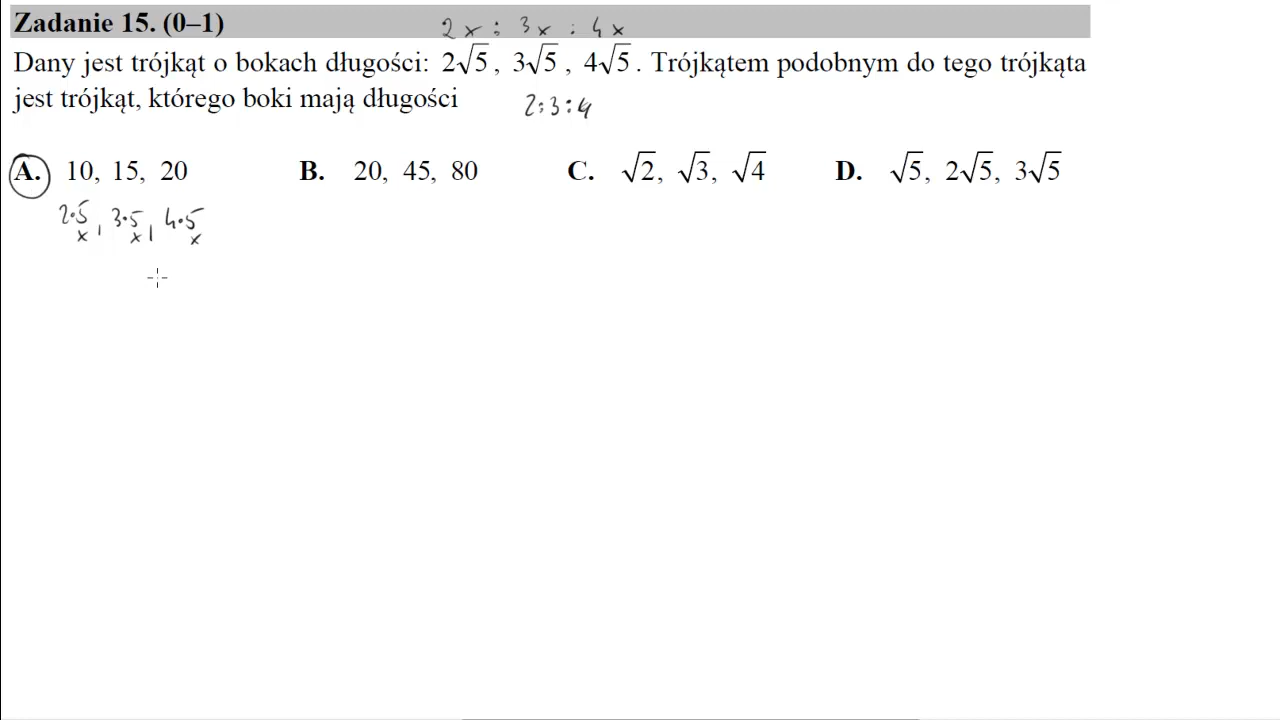 Zadanie 15. (0–1)
2x : 3x : 4x
Dany jest trójkąt o bokach długości: 2√5, 3√5, 4√5. Trójkątem podobnym do tego trójkąta
jest trójkąt, którego boki mają długości
2:3:4
A. 10, 15, 20 B. 20, 45, 80 C. √2, √3, √4 D. √5, 2√5, 3√5
2·5, 3·5, 4·5
x x x